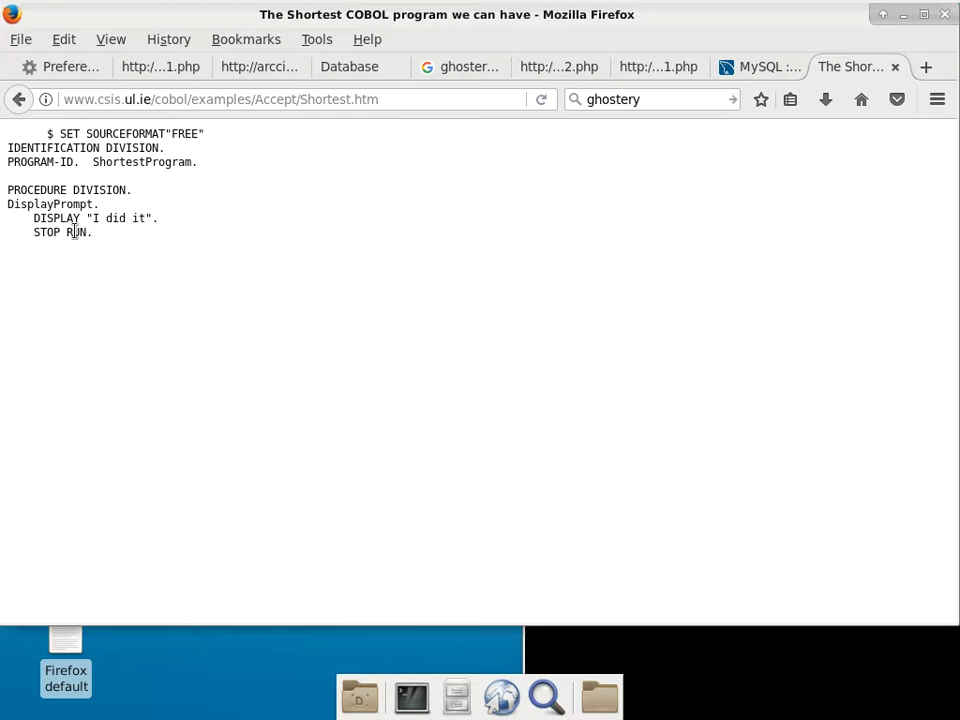 The Shortest COBOL program we can have - Mozilla Firefox
File Edit View History Bookmarks Tools Help
Prefere... http:/...1.php http://arcci... Database ghoster... http:/...2.php http:/...1.php MySQL :... The Shor...
www.csis.ul.ie/cobol/examples/Accept/Shortest.htm ghostery
$ SET SOURCEFORMAT"FREE"
IDENTIFICATION DIVISION.
PROGRAM-ID. ShortestProgram.
PROCEDURE DIVISION.
DisplayPrompt.
DISPLAY "I did it".
STOP RUN.
Firefox
default